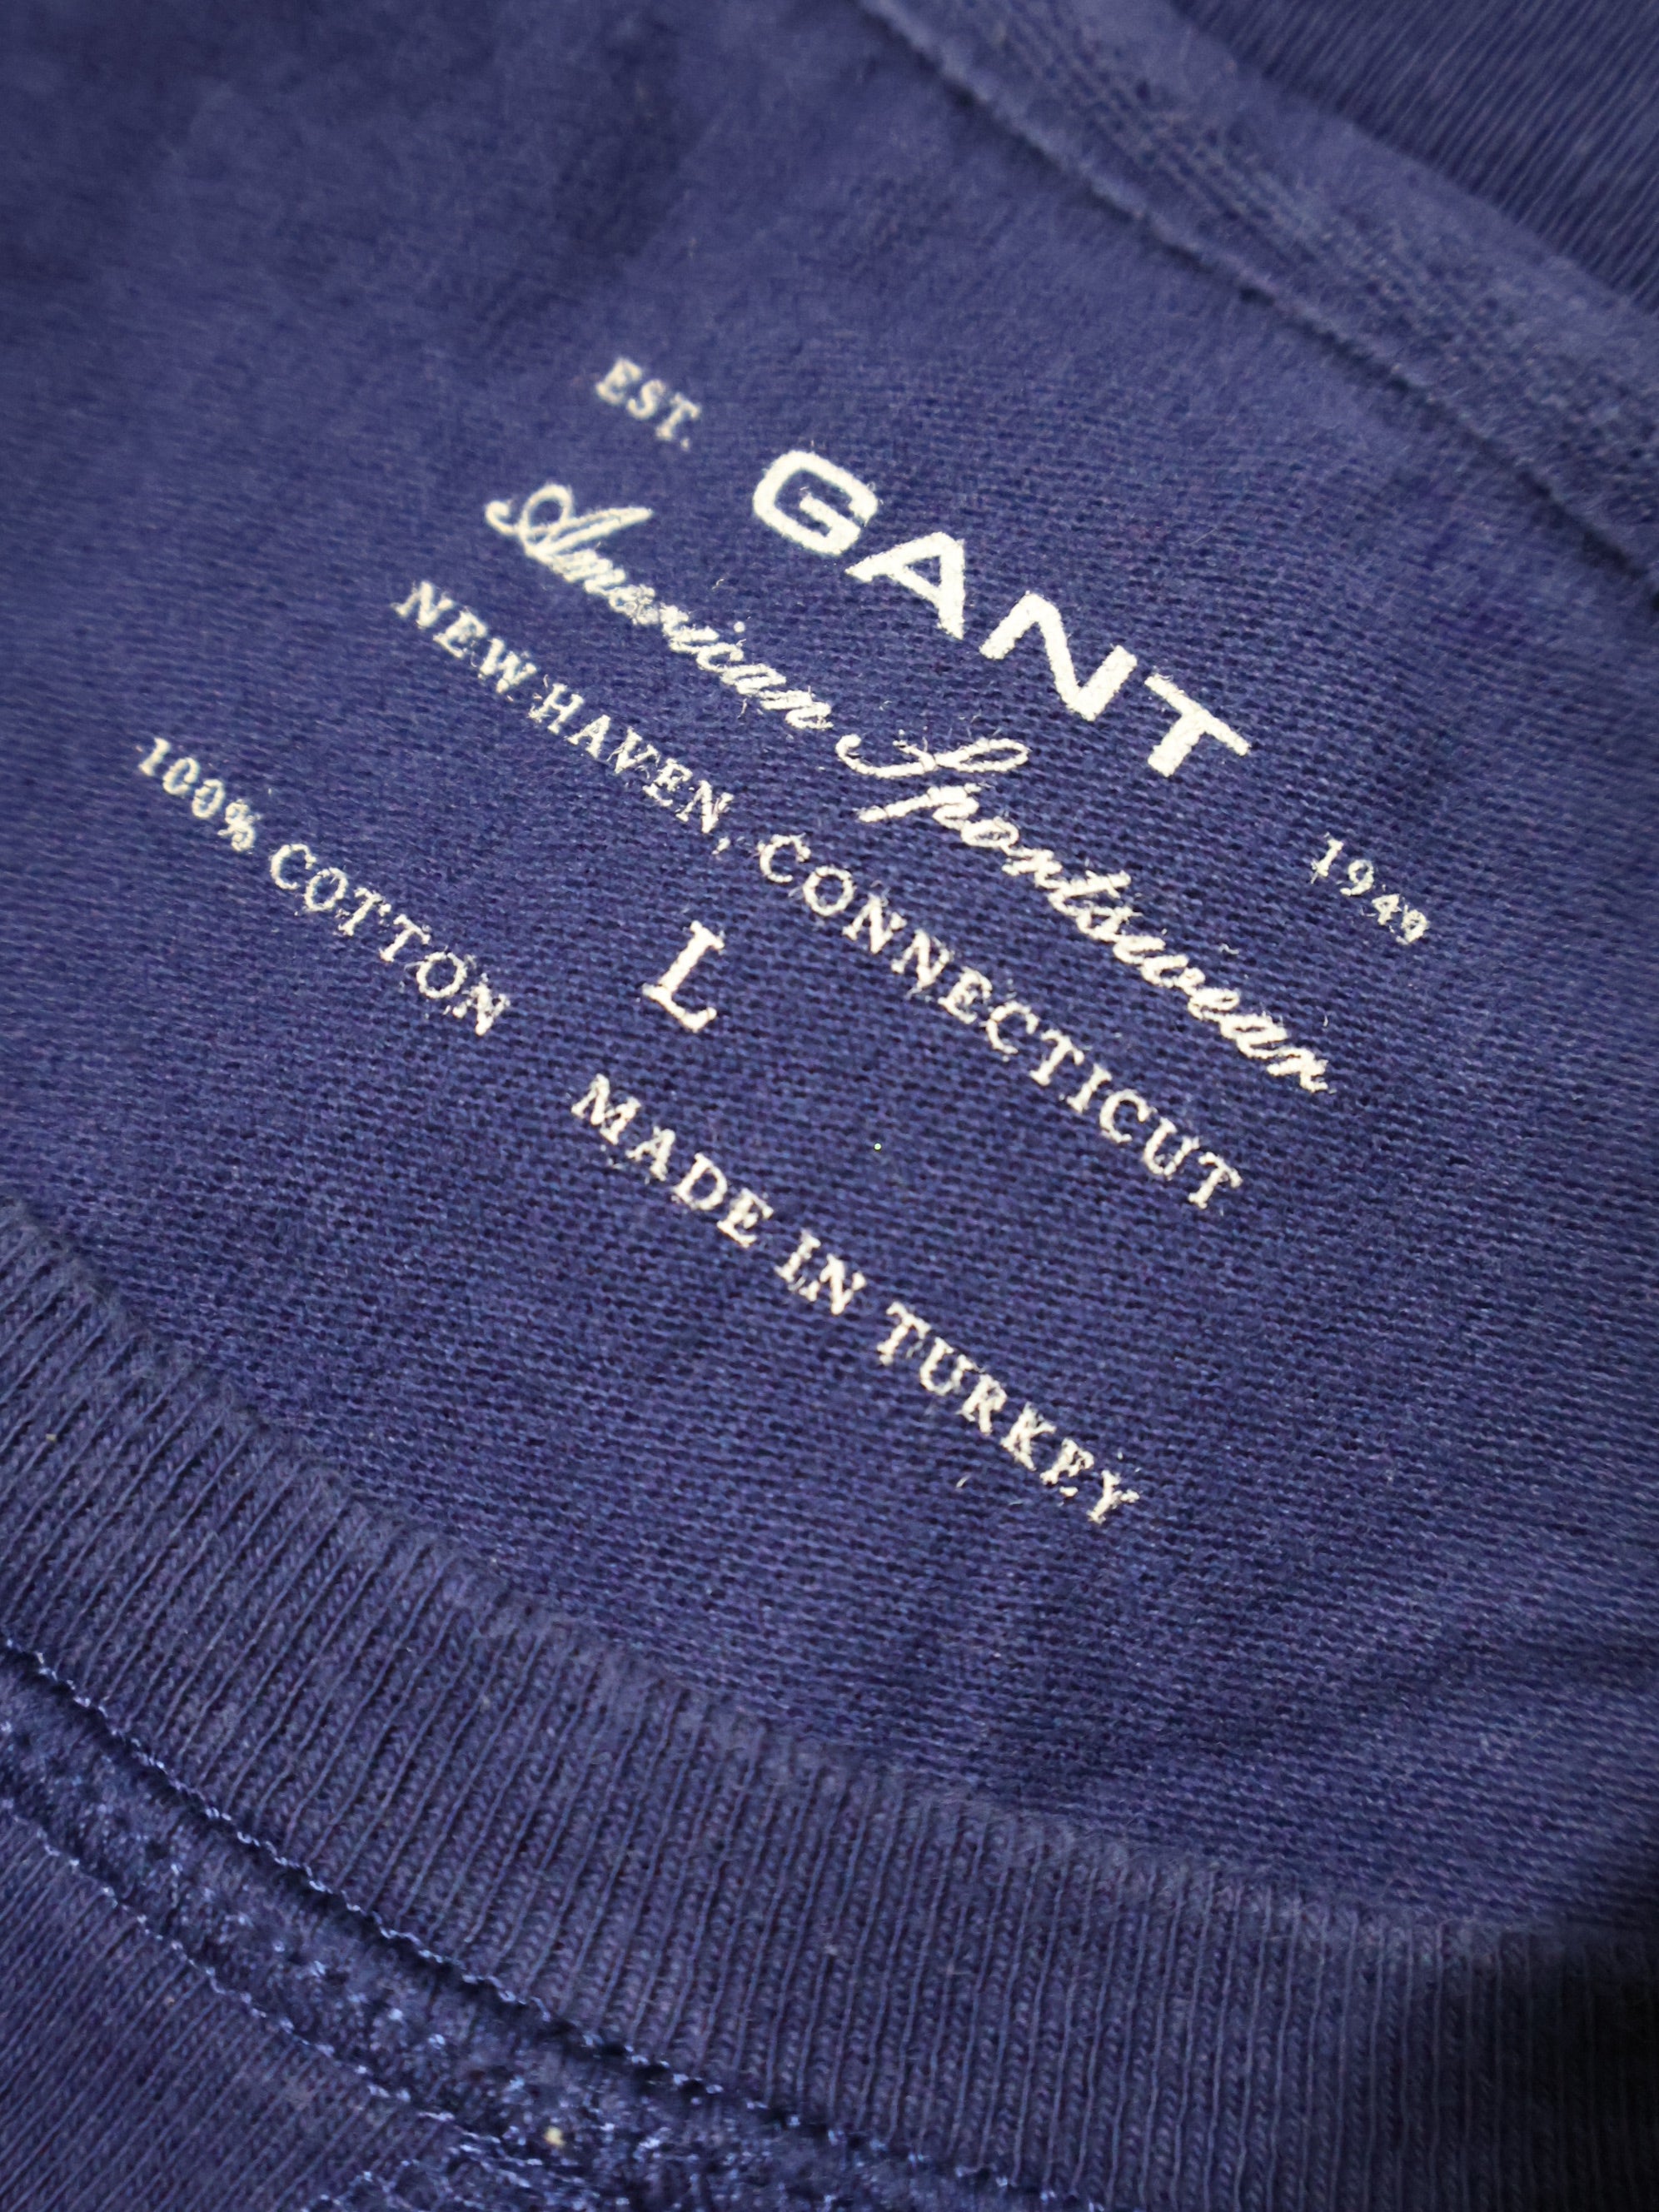 EST. GANT 1949
American Sportswear
NEW HAVEN, CONNECTICUT
L
100% COTTON MADE IN TURKEY